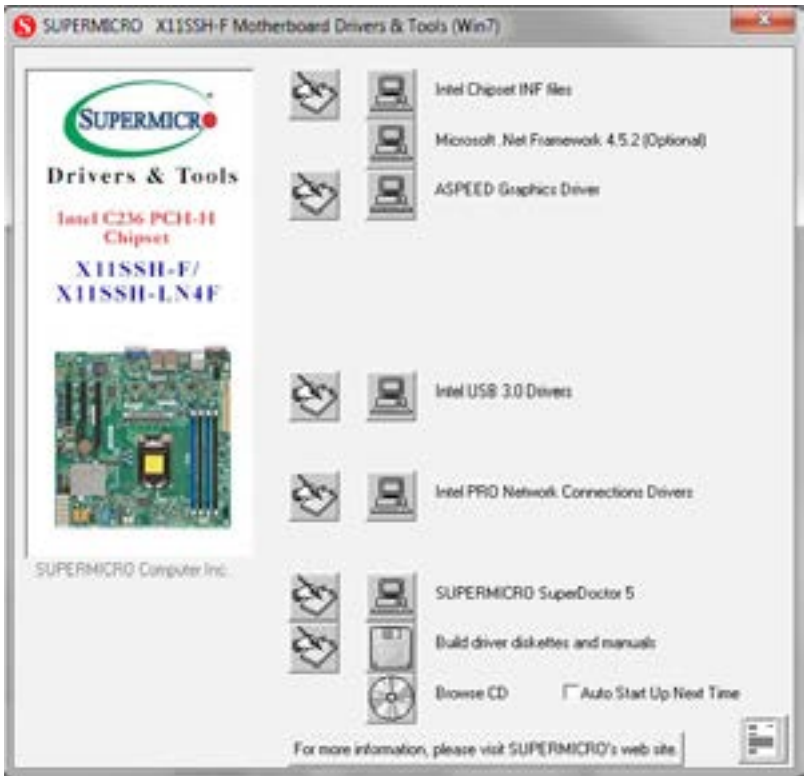 SUPERMICRO X11SSH-F Motherboard Drivers & Tools (Win7)
SUPERMICRO
Drivers & Tools
Intel C236 PCH-H
Chipset
X11SSH-F/
X11SSH-LN4F
SUPERMICRO Computer Inc.
Intel Chipset INF files
Microsoft .Net Framework 4.5.2 (Optional)
ASPEED Graphics Driver
Intel USB 3.0 Drivers
Intel PRO Network Connections Drivers
SUPERMICRO SuperDoctor 5
Build driver diskettes and manuals
Browse CD
Auto Start Up Next Time
For more information, please visit SUPERMICRO's web site.